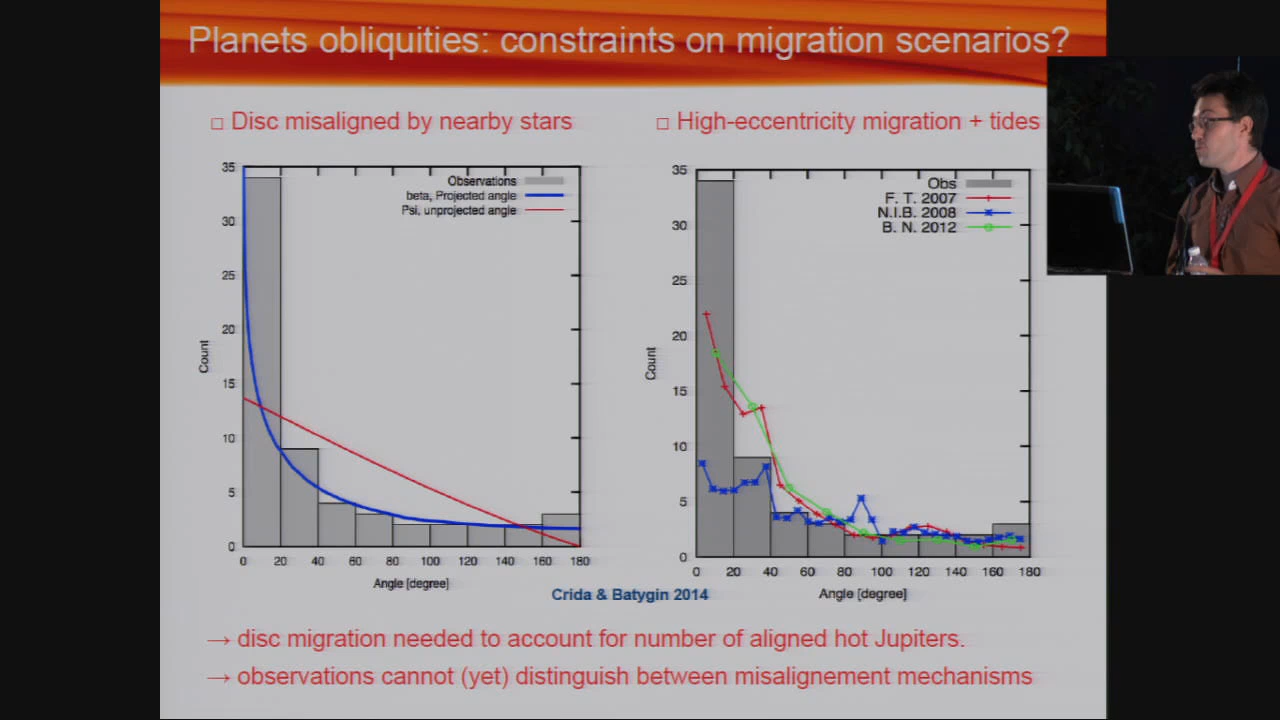 Planets obliquities: constraints on migration scenarios?
□ Disc misaligned by nearby stars
□ High-eccentricity migration + tides
35
30
25
20
15
10
5
0
Count
Observations
beta, Projected angle
Psi, unprojected angle
0 20 40 60 80 100 120 140 160 180
Angle [degree]
35
30
25
20
15
10
5
0
Count
Obs
F. T. 2007
N.I.B. 2008
B. N. 2012
0 20 40 60 80 100 120 140 160 180
Angle [degree]
Crida & Batygin 2014
→ disc migration needed to account for number of aligned hot Jupiters.
→ observations cannot (yet) distinguish between misalignement mechanisms